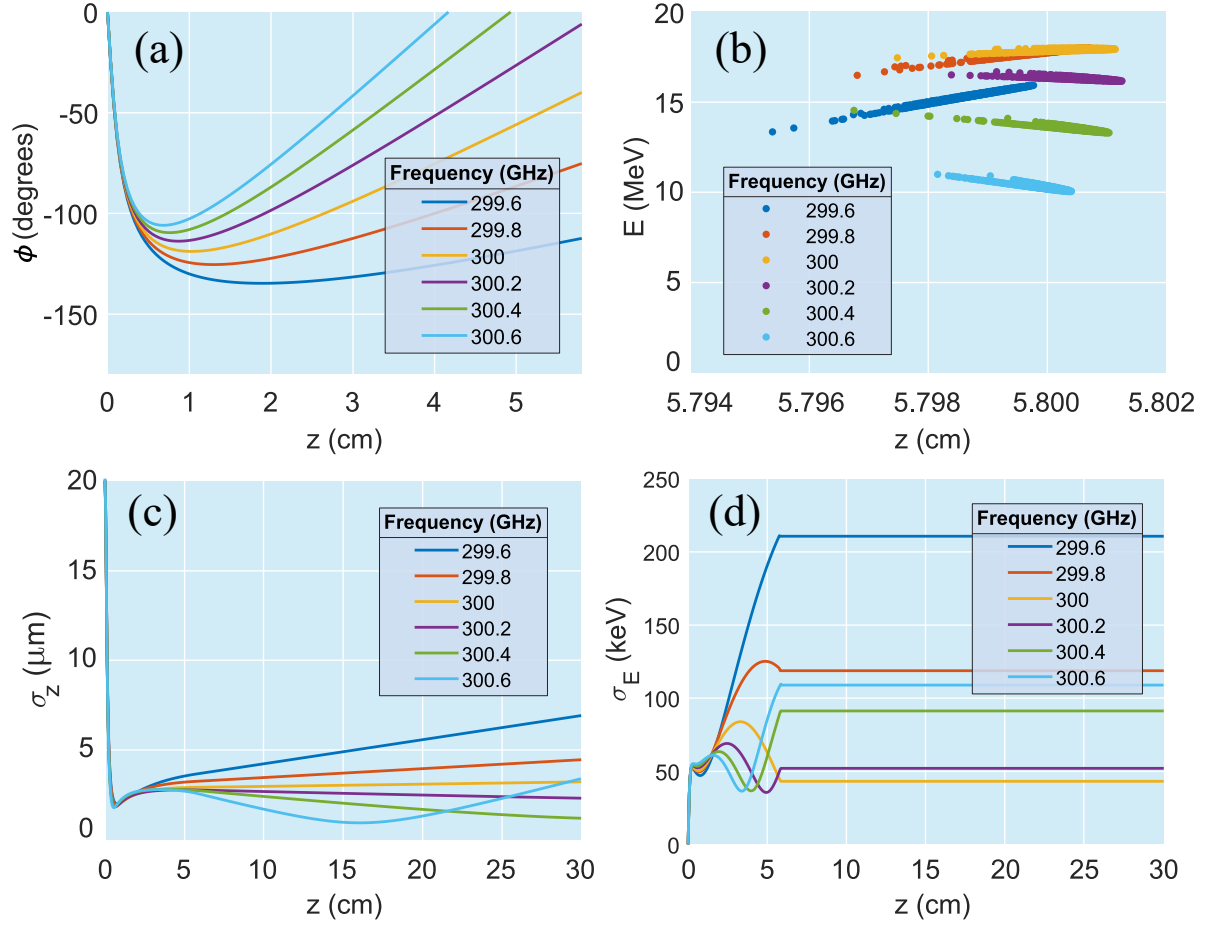 (a)
0
-50
-100
-150
ϕ (degrees)
0 1 2 3 4 5
z (cm)
Frequency (GHz)
299.6
299.8
300
300.2
300.4
300.6
(b)
20
15
10
5
0
E (MeV)
5.794 5.796 5.798 5.800 5.802
z (cm)
Frequency (GHz)
299.6
299.8
300
300.2
300.4
300.6
(c)
20
15
10
5
0
σz (μm)
0 5 10 15 20 25 30
z (cm)
Frequency (GHz)
299.6
299.8
300
300.2
300.4
300.6
(d)
250
200
150
100
50
0
σE (keV)
0 5 10 15 20 25 30
z (cm)
Frequency (GHz)
299.6
299.8
300
300.2
300.4
300.6